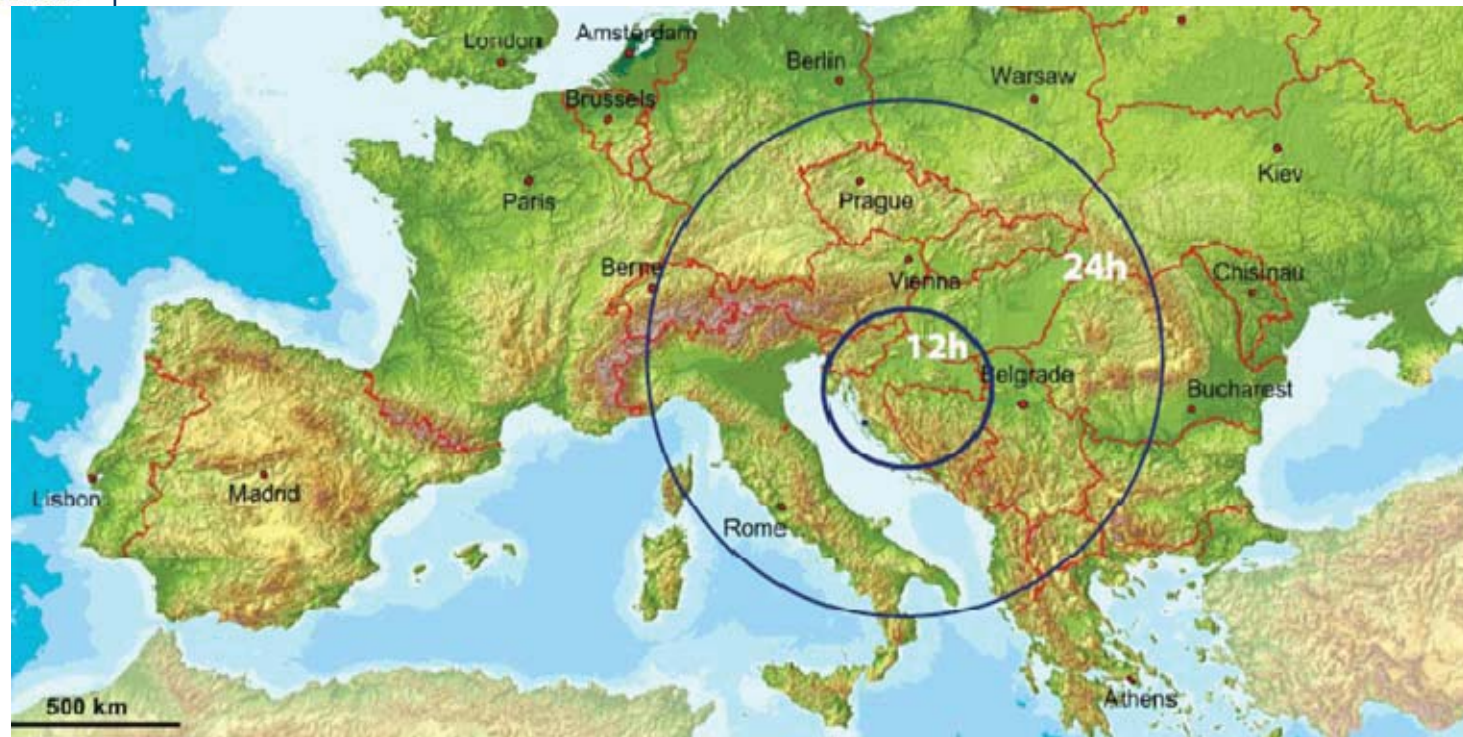 London
Amsterdam
Berlin
Warsaw
Brussels
Kiev
Paris
Prague
Berne
Vienna
24h
Chisinau
12h
Belgrade
Bucharest
Lisbon
Madrid
Rome
Athens
500 km